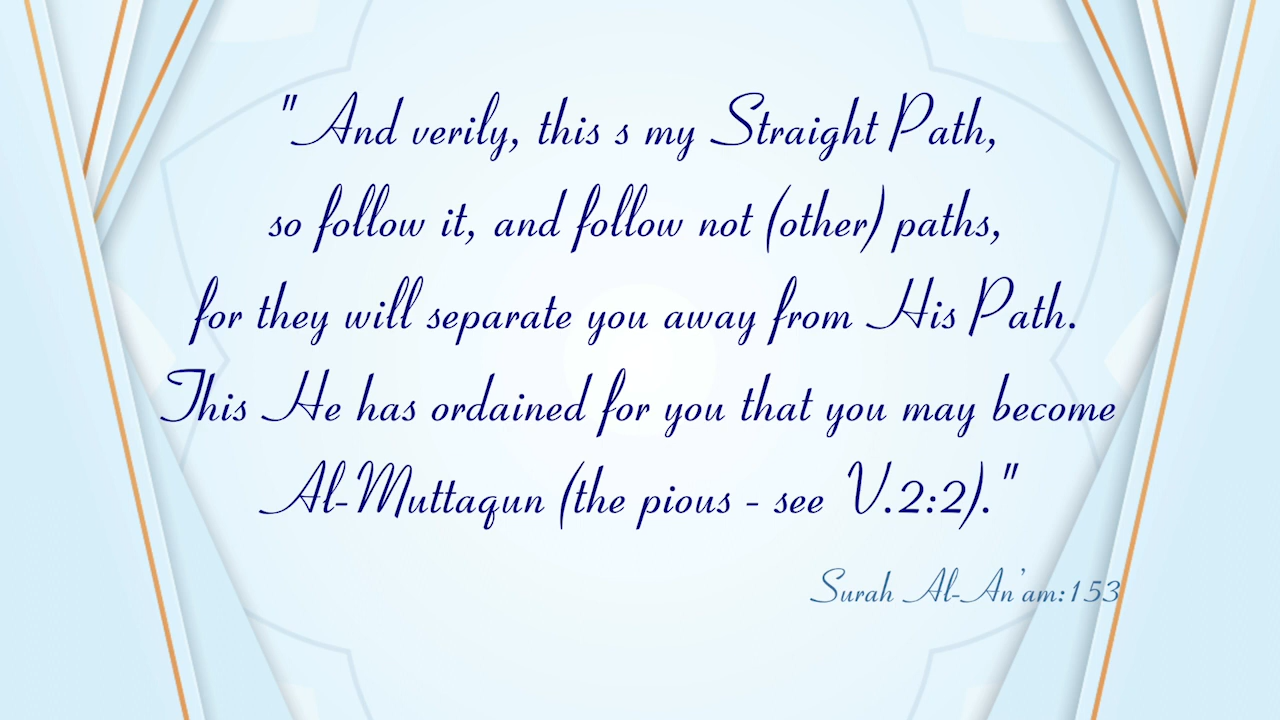 "And verily, this s my Straight Path,
so follow it, and follow not (other) paths,
for they will separate you away from His Path.
This He has ordained for you that you may become
Al-Muttaqun (the pious - see V.2:2)."
Surah Al-An'am:153